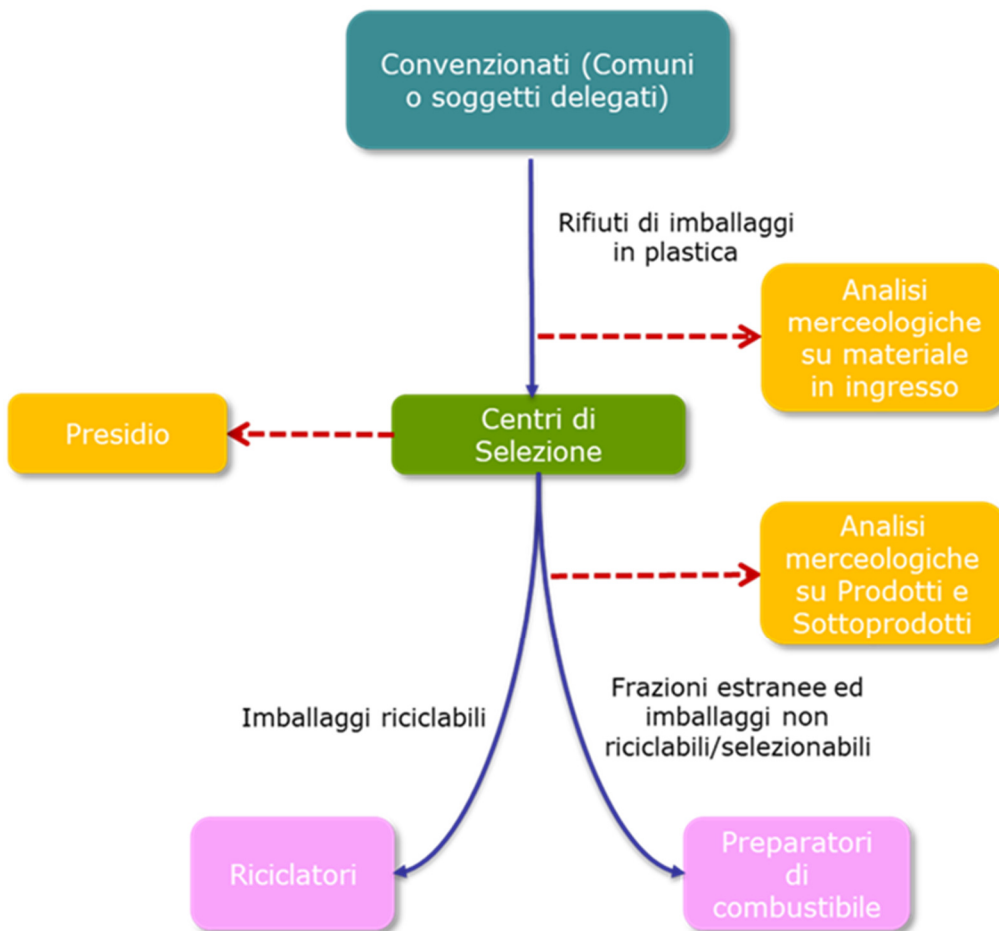 Convenzionati (Comuni
o soggetti delegati)
Rifiuti di imballaggi
in plastica
Analisi
merceologiche
su materiale
in ingresso
Presidio
Centri di
Selezione
Analisi
merceologiche
su Prodotti e
Sottoprodotti
Imballaggi riciclabili
Frazioni estranee ed
imballaggi non
riciclabili/selezionabili
Riciclatori
Preparatori
di
combustibile